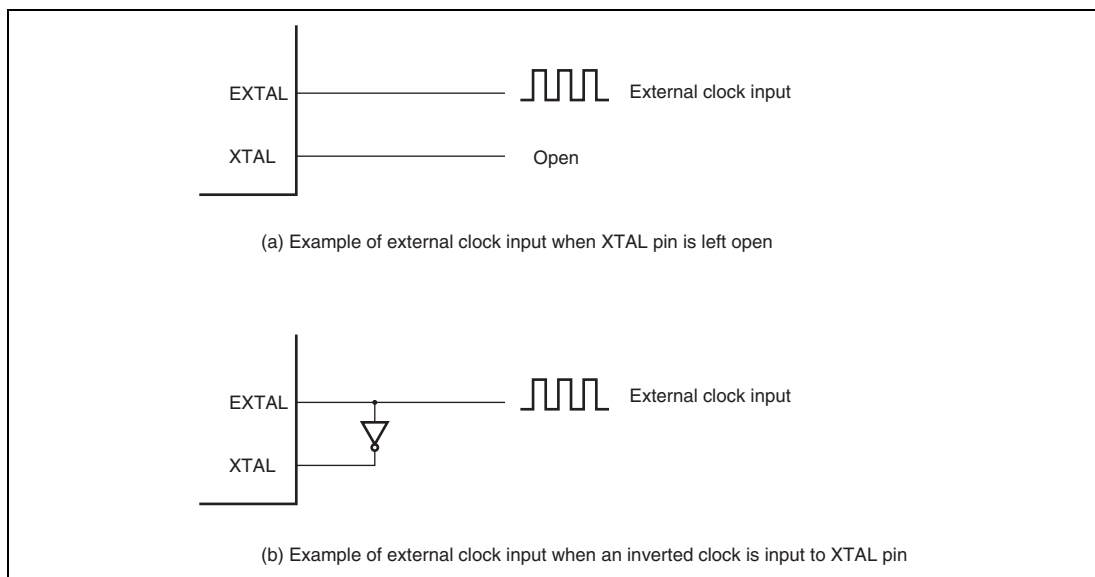 EXTAL
External clock input
XTAL
Open
(a) Example of external clock input when XTAL pin is left open
EXTAL
External clock input
XTAL
(b) Example of external clock input when an inverted clock is input to XTAL pin